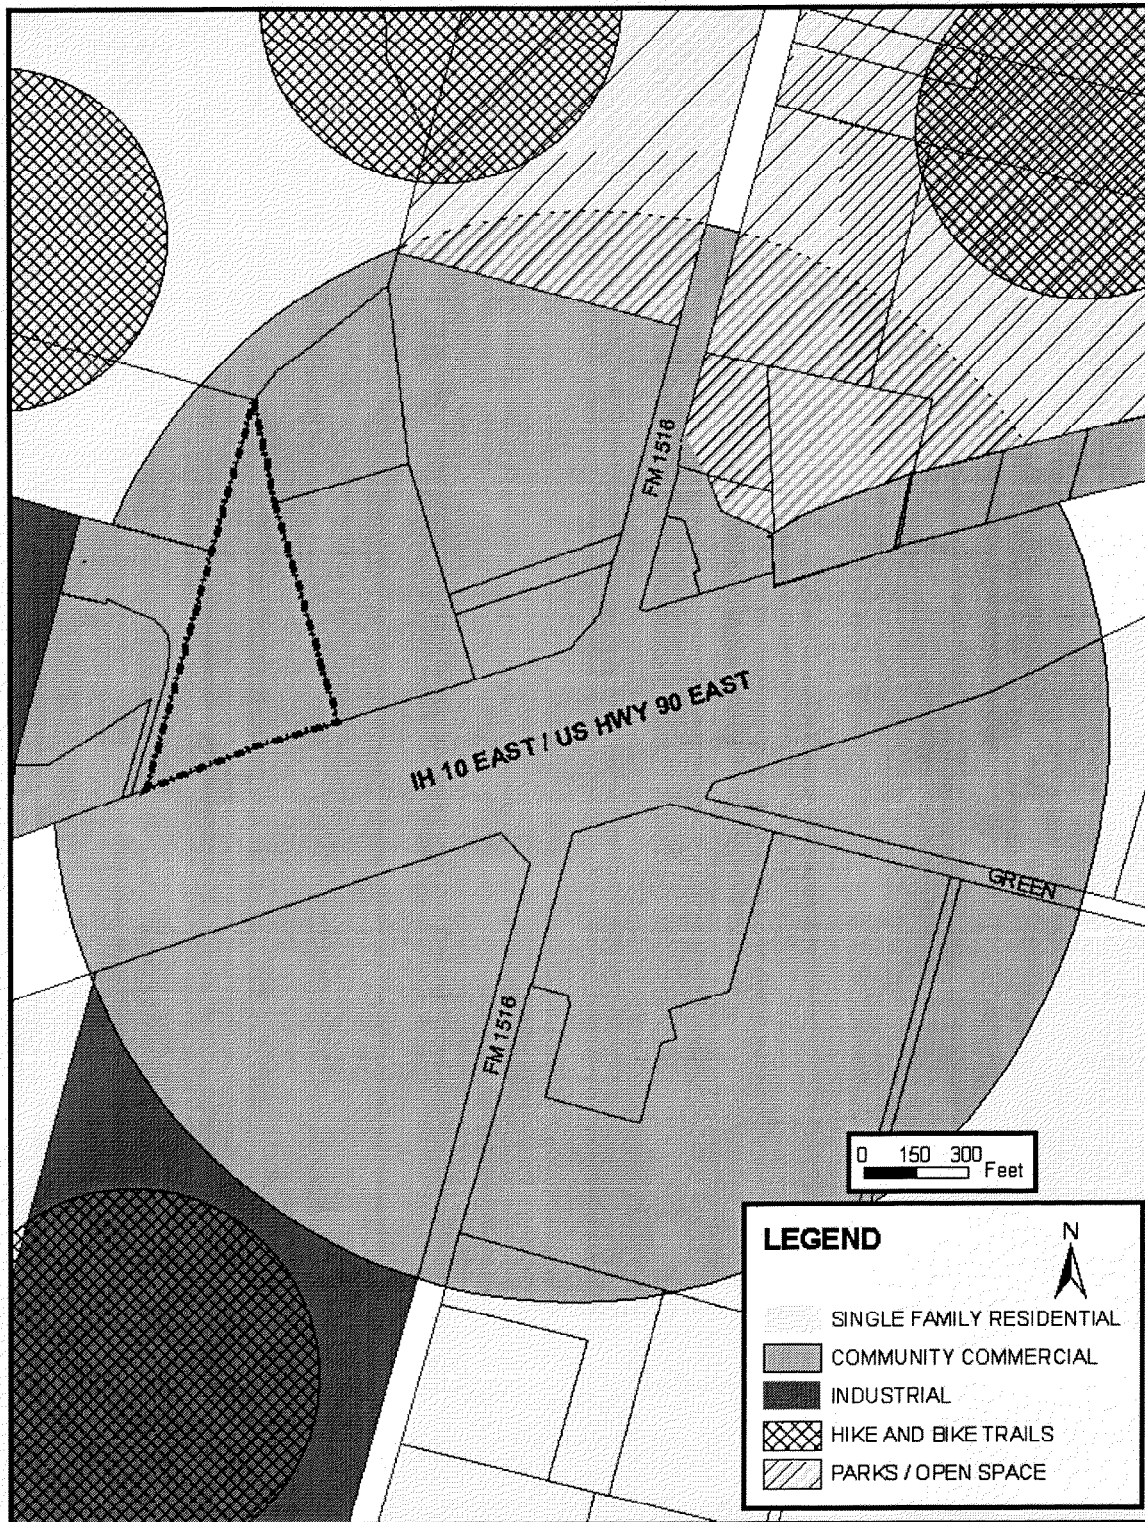 FM 1516
IH 10 EAST / US HWY 90 EAST
GREEN
FM 1516
0 150 300
Feet
LEGEND
N
SINGLE FAMILY RESIDENTIAL
COMMUNITY COMMERCIAL
INDUSTRIAL
HIKE AND BIKE TRAILS
PARKS / OPEN SPACE